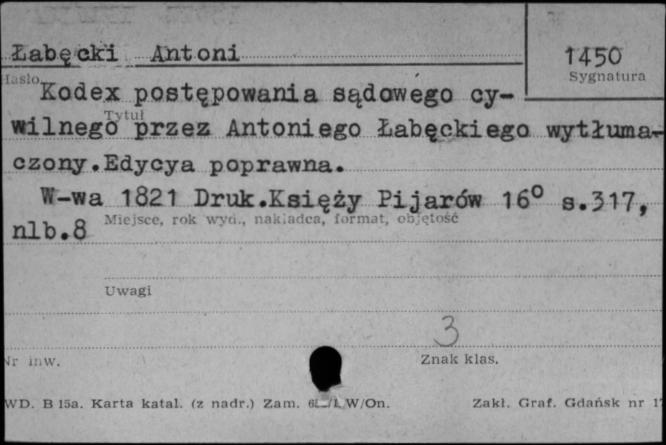 Łabęcki Antoni
1450
Hasło
Sygnatura
Kodex postępowania sądowego cy-
Tytuł
wilnego przez Antoniego Łabęckiego wytłuma-
czony.Edycya poprawna.
W-wa 1821 Druk.Księży Pijarów 16° s.317,
Miejsce, rok wyd., nakładca, format, objętość
nlb.8
Uwagi
3
Nr inw.
Znak klas.
WD. B 15a. Karta katal. (z nadr.) Zam. W/On.
Zakł. Graf. Gdańsk nr